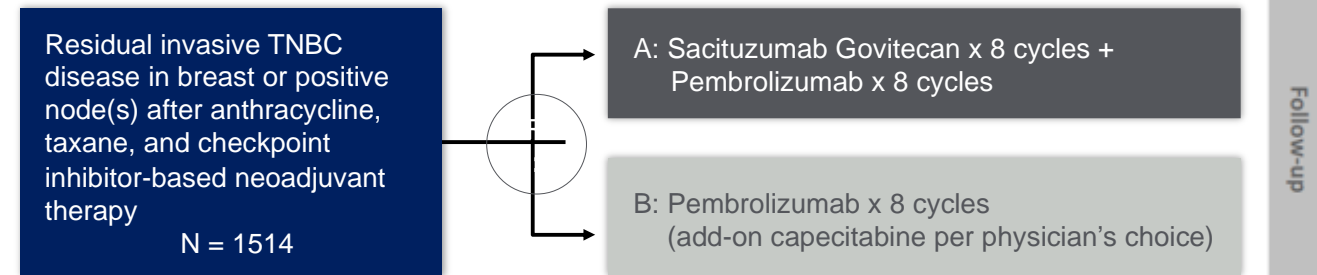 Residual invasive TNBC
disease in breast or positive
node(s) after anthracycline,
taxane, and checkpoint
inhibitor-based neoadjuvant
therapy
N = 1514
A: Sacituzumab Govitecan x 8 cycles +
Pembrolizumab x 8 cycles
B: Pembrolizumab x 8 cycles
(add-on capecitabine per physician’s choice)
Follow-up